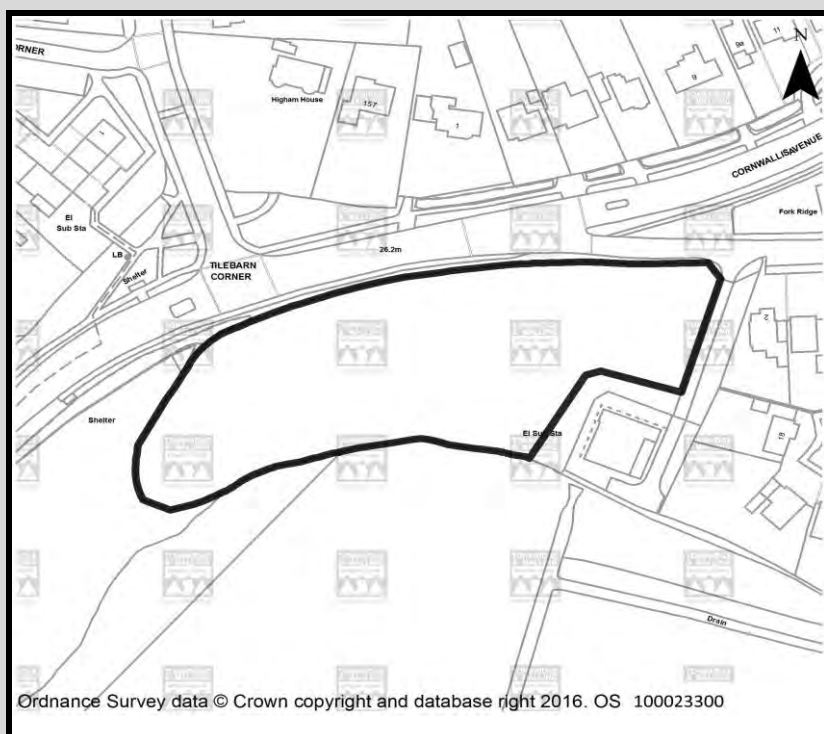 ORNER
N
11
9a
9
Higham House
157
1
1
CORNWALLIS AVENUE
El
Sub Sta
Fork Ridge
LB
26.2m
Shelter
TILEBARN
CORNER
2
Shelter
El Sub Sta
18
Drain
Ordnance Survey data © Crown copyright and database right 2016. OS 100023300